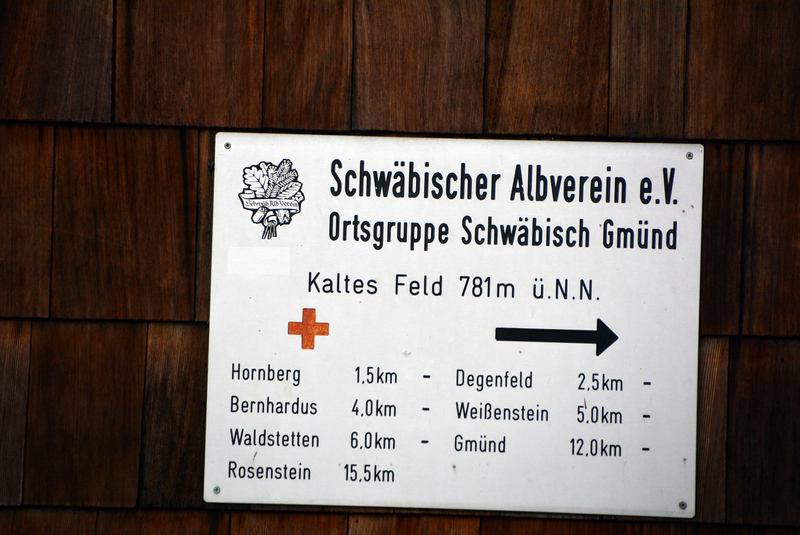 Schwäbischer Albverein e.V.
Ortsgruppe Schwäbisch Gmünd
Kaltes Feld 781m ü.N.N.
Hornberg 1,5km - Degenfeld 2,5km -
Bernhardus 4,0km - Weißenstein 5,0km -
Waldstetten 6,0km - Gmünd 12,0km -
Rosenstein 15,5km